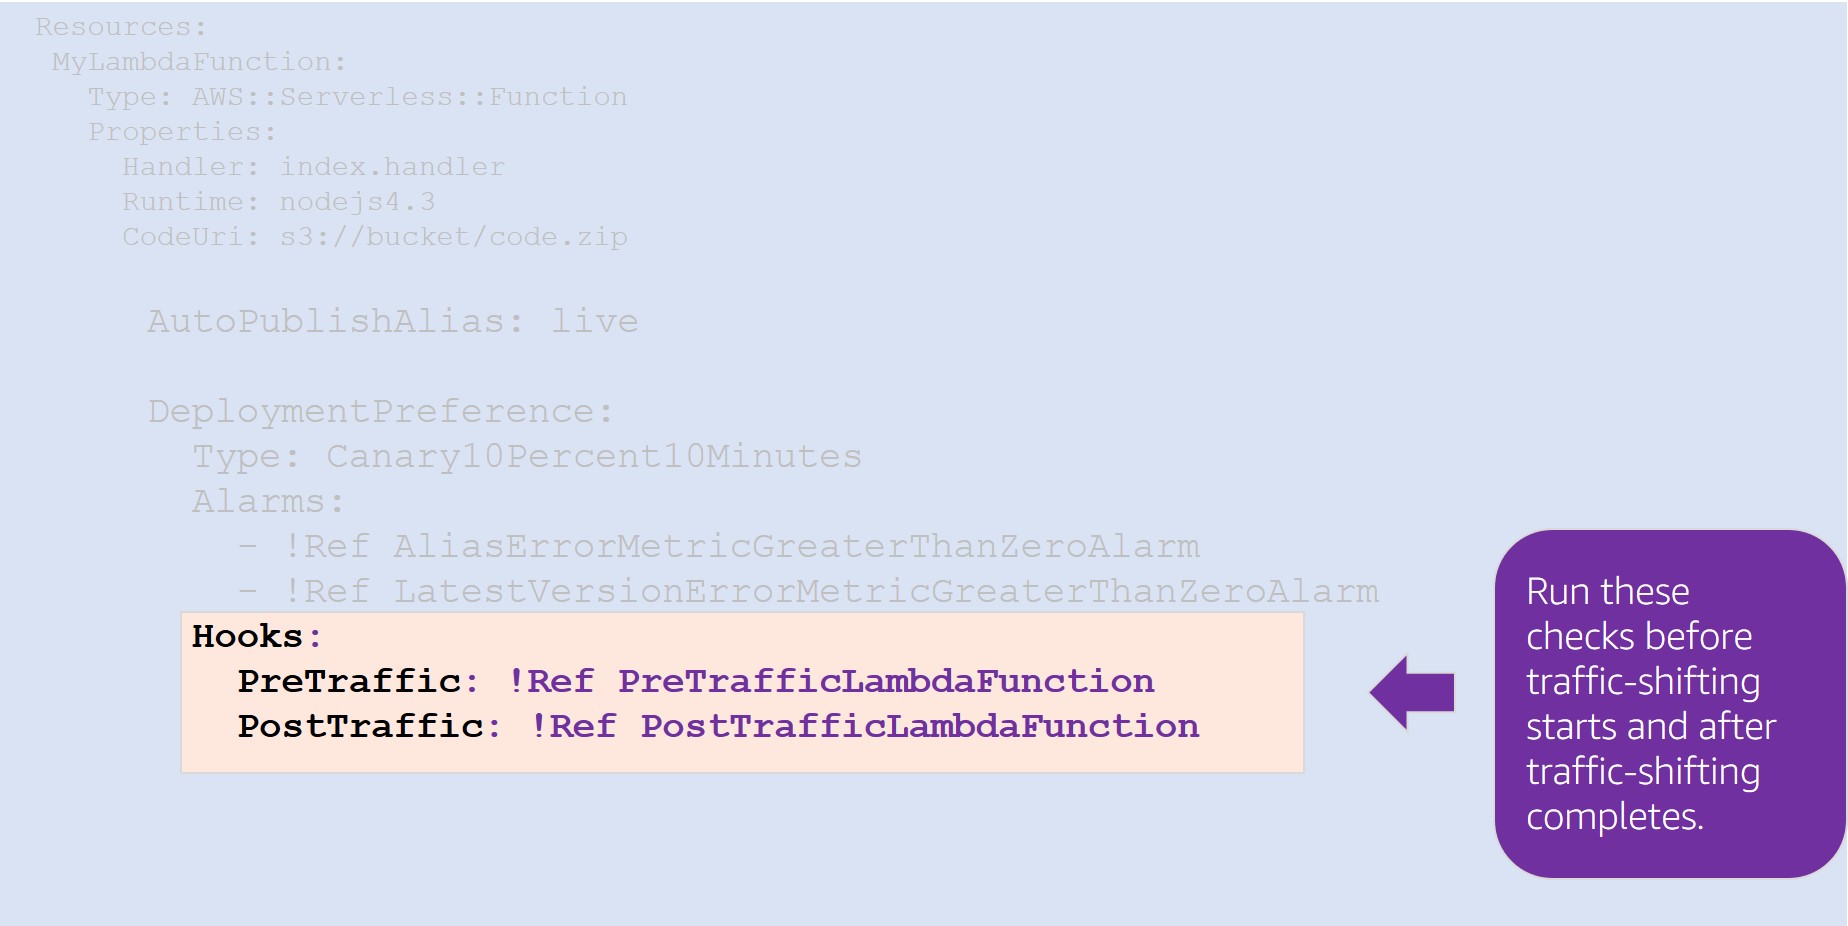 Resources:
MyLambdaFunction:
Type: AWS::Serverless::Function
Properties:
Handler: index.handler
Runtime: nodejs4.3
CodeUri: s3://bucket/code.zip
AutoPublishAlias: live
DeploymentPreference:
Type: Canary10Percent10Minutes
Alarms:
- !Ref AliasErrorMetricGreaterThanZeroAlarm
- !Ref LatestVersionErrorMetricGreaterThanZeroAlarm
Hooks:
PreTraffic: !Ref PreTrafficLambdaFunction
PostTraffic: !Ref PostTrafficLambdaFunction
Run these
checks before
traffic-shifting
starts and after
traffic-shifting
completes.